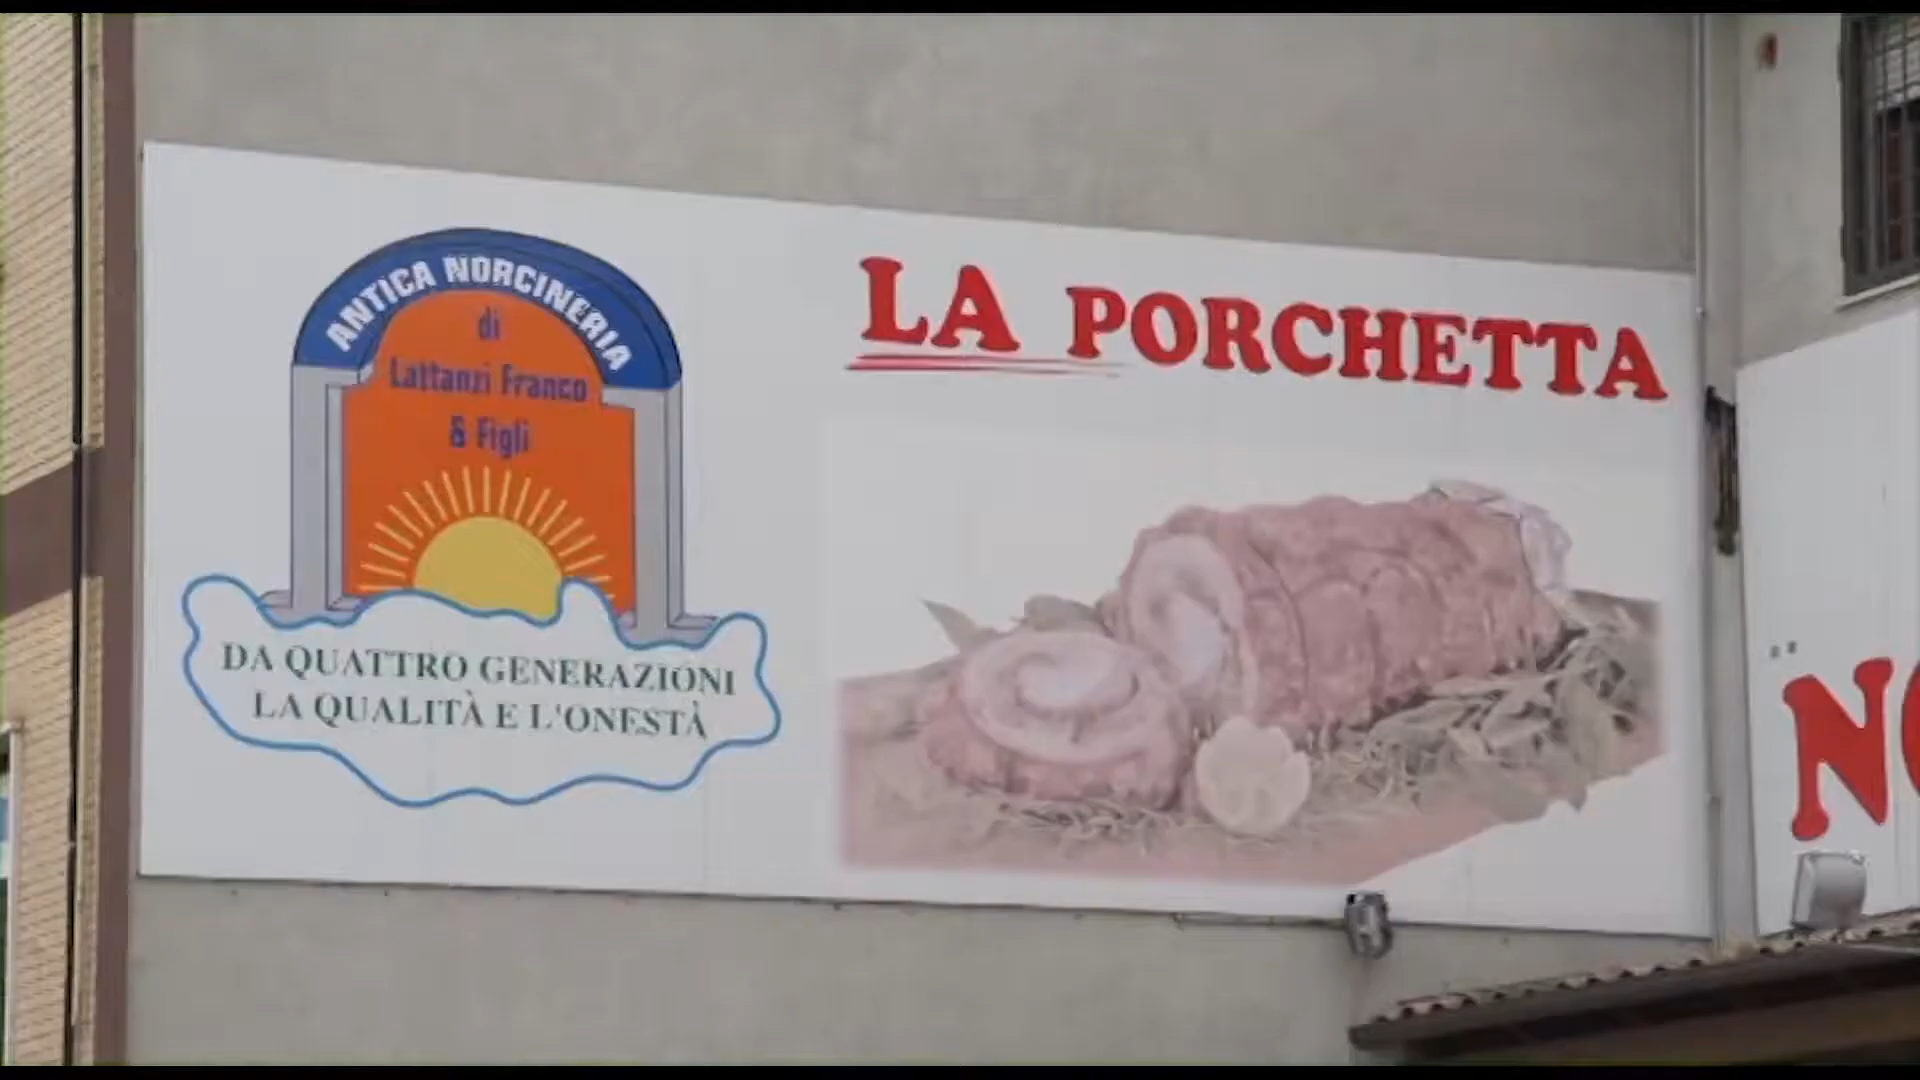 ANTICA NORCINERIA
di
Lattanzi Franco
& Figli
DA QUATTRO GENERAZIONI
LA QUALITÀ E L'ONESTÀ
LA PORCHETTA